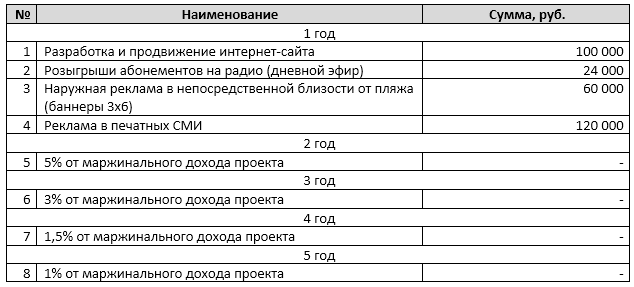 № Наименование Сумма, руб.
1 год
1 Разработка и продвижение интернет-сайта 100 000
2 Розыгрыши абонементов на радио (дневной эфир) 24 000
3 Наружная реклама в непосредственной близости от пляжа 60 000
(баннеры 3х6)
4 Реклама в печатных СМИ 120 000
2 год
5 5% от маржинального дохода проекта -
3 год
6 3% от маржинального дохода проекта -
4 год
7 1,5% от маржинального дохода проекта -
5 год
8 1% от маржинального дохода проекта -